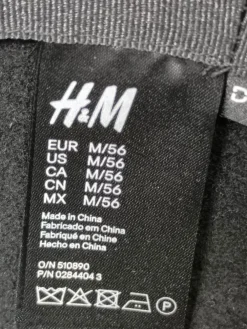 H&M
EUR M/56
US M/56
CA M/56
CN M/56
MX M/56
Made in China
Fabricado em China
Fabriqué en Chine
Hecho en China
O/N 510890
P/N 0284404 3
P